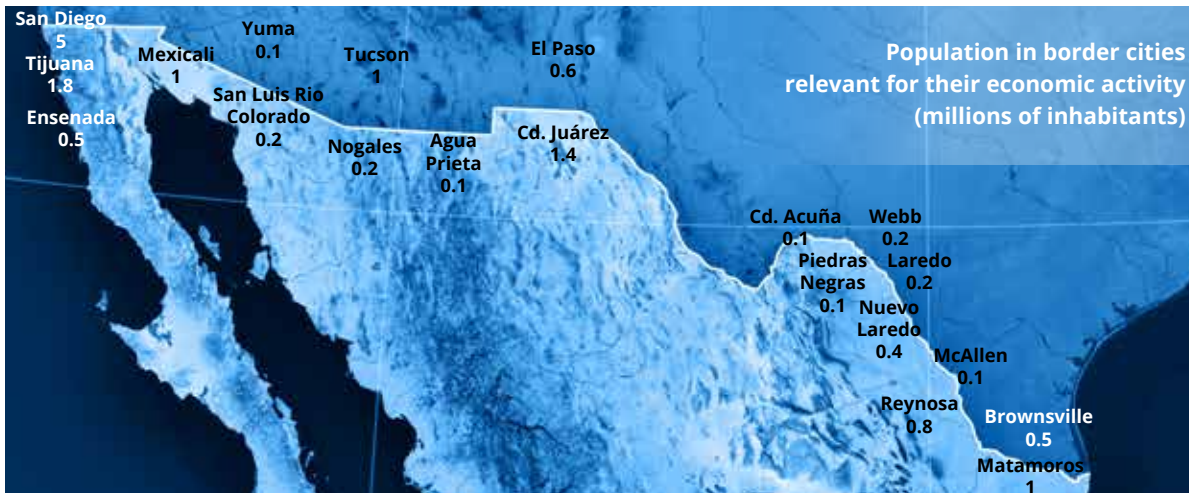 San Diego
5
Tijuana
1.8
Ensenada
0.5
Mexicali
1
Yuma
0.1
San Luis Rio
Colorado
0.2
Tucson
1
Nogales
0.2
Agua
Prieta
0.1
El Paso
0.6
Cd. Juárez
1.4
Population in border cities
relevant for their economic activity
(millions of inhabitants)
Cd. Acuña
0.1
Webb
0.2
Piedras
Negras
0.1
Laredo
0.2
Nuevo
Laredo
0.4
McAllen
0.1
Reynosa
0.8
Brownsville
0.5
Matamoros
1